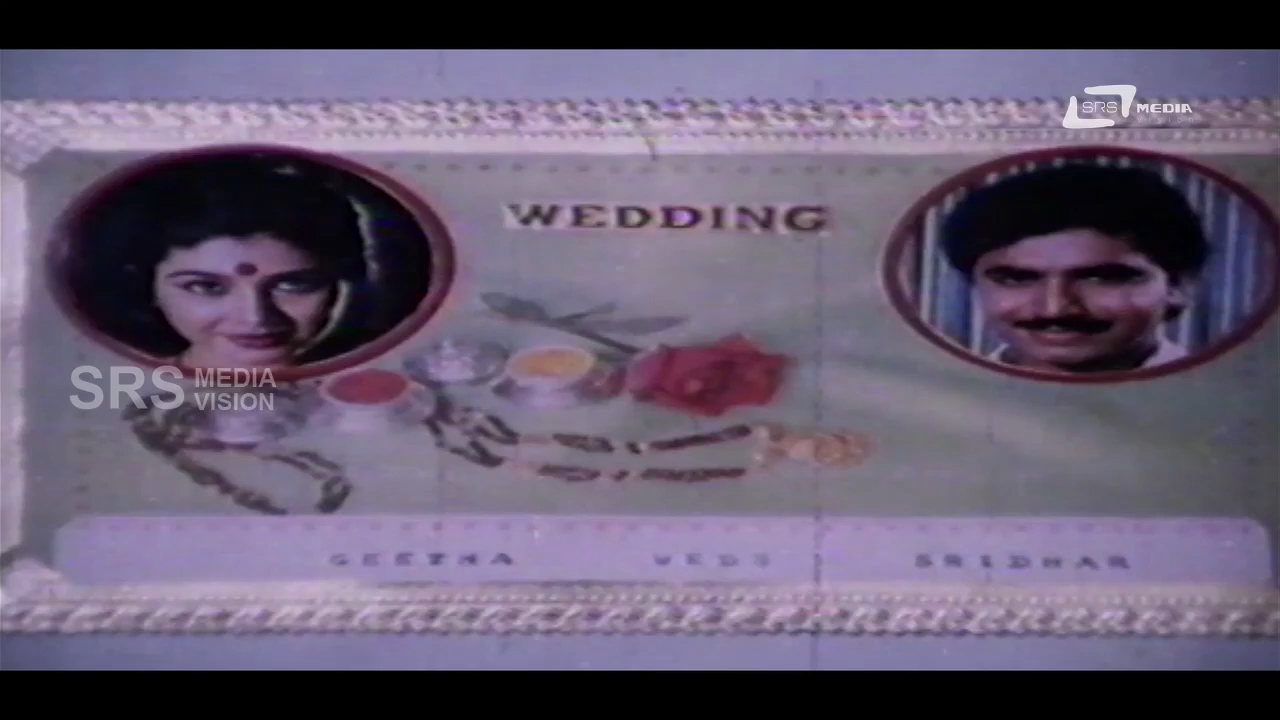 SRS MEDIA
WEDDING
SRS MEDIA
VISION
GEETHA WEDS SRIDHAR